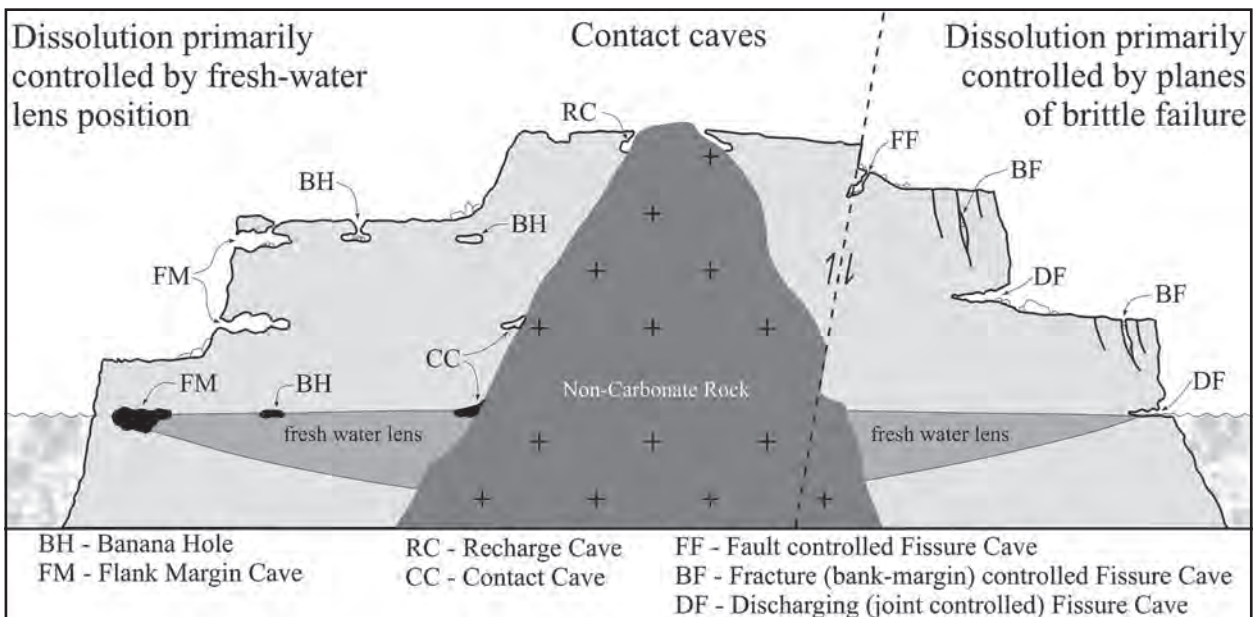 Dissolution primarily
controlled by fresh-water
lens position
Contact caves
Dissolution primarily
controlled by planes
of brittle failure
RC
FF
BH
BF
BH
FM
DF
BF
CC
Non-Carbonate Rock
FM
BH
DF
fresh water lens
fresh water lens
BH - Banana Hole
FM - Flank Margin Cave
RC - Recharge Cave
CC - Contact Cave
FF - Fault controlled Fissure Cave
BF - Fracture (bank-margin) controlled Fissure Cave
DF - Discharging (joint controlled) Fissure Cave